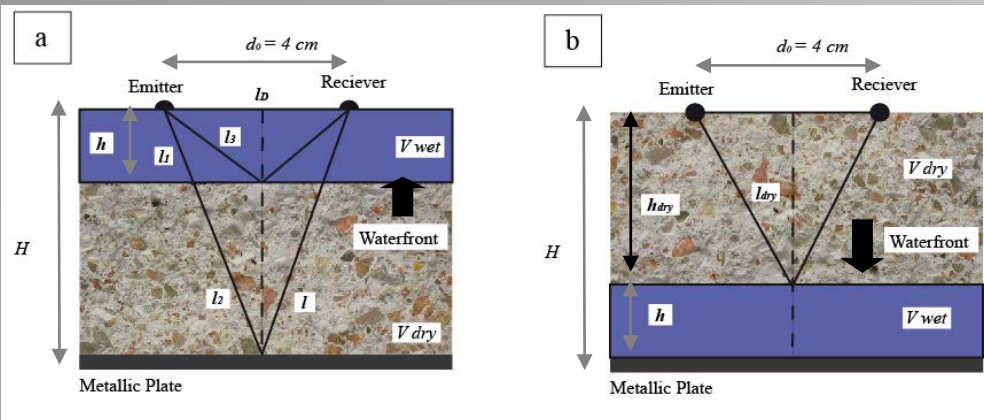 a
d₀ = 4 cm
Emitter
Reciever
l_D
h
l₁
l₃
V wet
H
Waterfront
l₂
l
V dry
Metallic Plate
b
d₀ = 4 cm
Emitter
Reciever
V dry
l_dry
h_dry
H
Waterfront
h
V wet
Metallic Plate